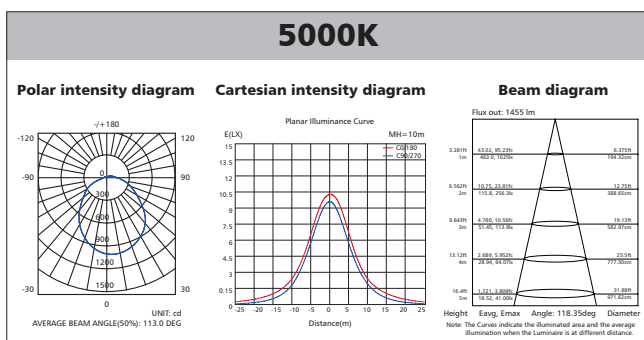 5000K
Polar intensity diagram
-/+180
-120
120
-90
90
0
300
600
900
1200
1500
-30
30
0
UNIT: cd
AVERAGE BEAM ANGLE(50%): 113.0 DEG
Cartesian intensity diagram
Planar Illuminance Curve
E(LX)
MH=10m
C0/180
C90/270
15
13.5
12
10.5
9
7.5
6
4.5
3
0.15
0
-25 -20 -15 -10 -5 0 5 10 15 20 25
Distance(m)
Beam diagram
Flux out: 1455 lm
3.281ft 43.02, 95.23fc 6.375ft
1m 463.0, 1025lx 194.32cm
6.562ft 10.75, 23.81fc 12.75ft
2m 115.8, 256.3lx 388.65cm
9.843ft 4.780, 10.58fc 19.13ft
3m 51.45, 113.9lx 582.97cm
13.12ft 2.689, 5.952fc 25.5ft
4m 28.94, 64.07lx 777.30cm
16.4ft 1.721, 3.809fc 31.88ft
5m 18.52, 41.00lx 971.62cm
Height Eavg, Emax Angle: 118.35deg Diameter
Note: The Curves indicate the illuminated area and the average
illumination when the Luminaire is at different distance.